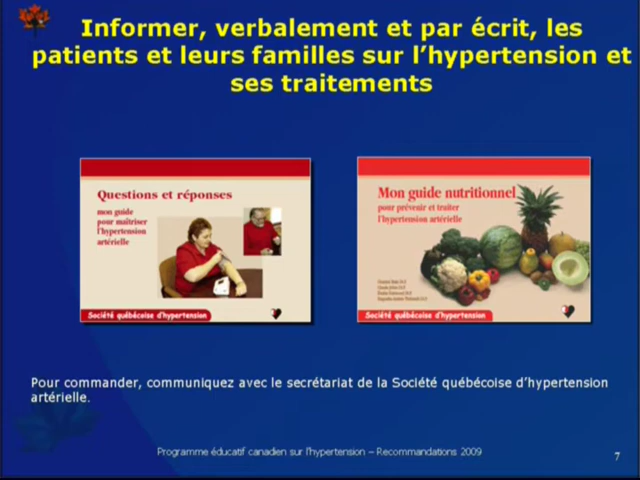 Informer, verbalement et par écrit, les
patients et leurs familles sur l’hypertension et
ses traitements
Questions et réponses
mon guide
pour maîtriser
l'hypertension
artérielle
Société québécoise d'hypertension
Mon guide nutritionnel
pour prévenir et traiter
l'hypertension artérielle
Société québécoise d'hypertension
Pour commander, communiquez avec le secrétariat de la Société québécoise d’hypertension
artérielle.
Programme éducatif canadien sur l’hypertension – Recommandations 2009
7